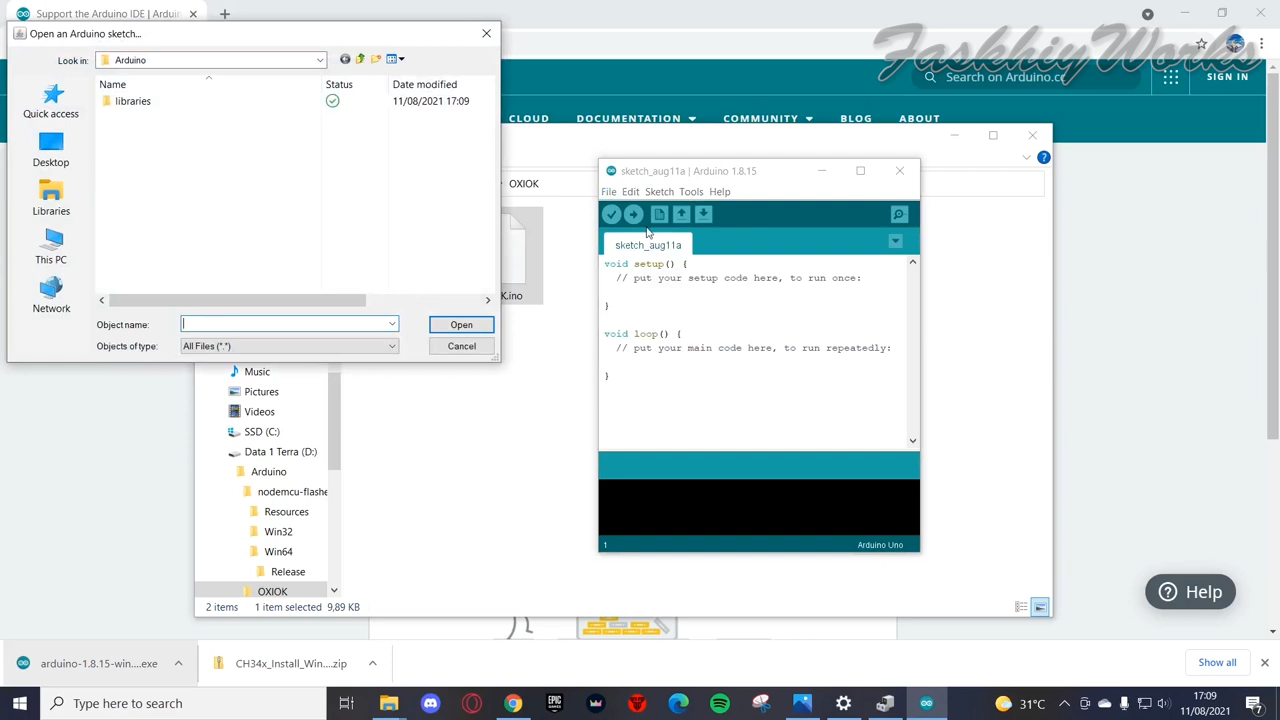 Support the Arduino IDE | Arduino
FaskhiyWorks
Open an Arduino sketch...
Look in: Arduino
Name Status Date modified
libraries 11/08/2021 17:09
Quick access
Desktop
Libraries
This PC
Network
Object name:
Open
Objects of type: All Files (*.*)
Cancel
Search on Arduino.cc
SIGN IN
CLOUD DOCUMENTATION COMMUNITY BLOG ABOUT
OXIOK
K.ino
sketch_aug11a | Arduino 1.8.15
File Edit Sketch Tools Help
sketch_aug11a
void setup() {
// put your setup code here, to run once:
}
void loop() {
// put your main code here, to run repeatedly:
}
1 Arduino Uno
Music
Pictures
Videos
SSD (C:)
Data 1 Terra (D:)
Arduino
nodemcu-flashe
Resources
Win32
Win64
Release
OXIOK
2 items 1 item selected 9,89 KB
Help
arduino-1.8.15-win....exe
CH34x_Install_Win....zip
Show all
Type here to search
EPIC GAMES
31°C
17:09
11/08/2021
7